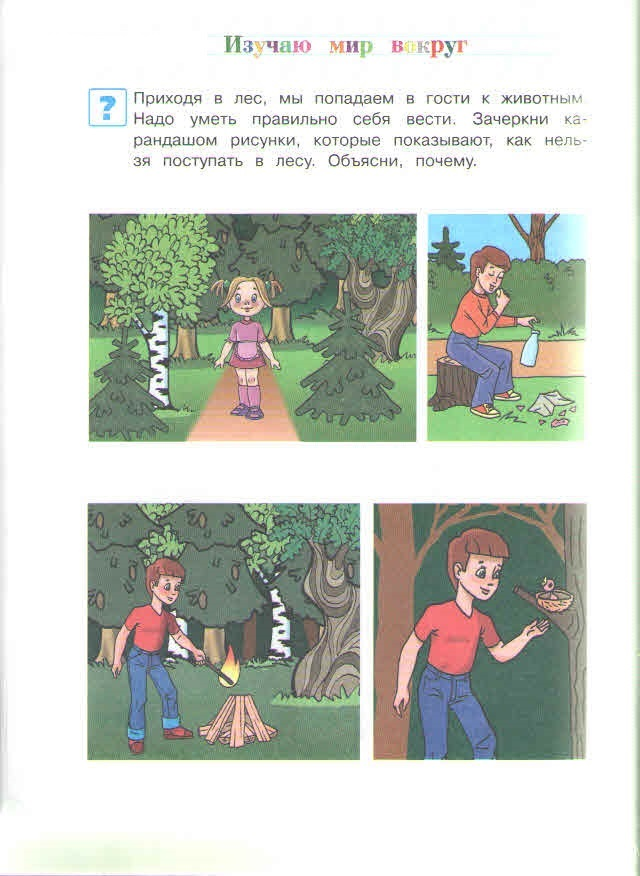 Изучаю мир вокруг
?
Приходя в лес, мы попадаем в гости к животным.
Надо уметь правильно себя вести. Зачеркни ка-
рандашом рисунки, которые показывают, как нель-
зя поступать в лесу. Объясни, почему.